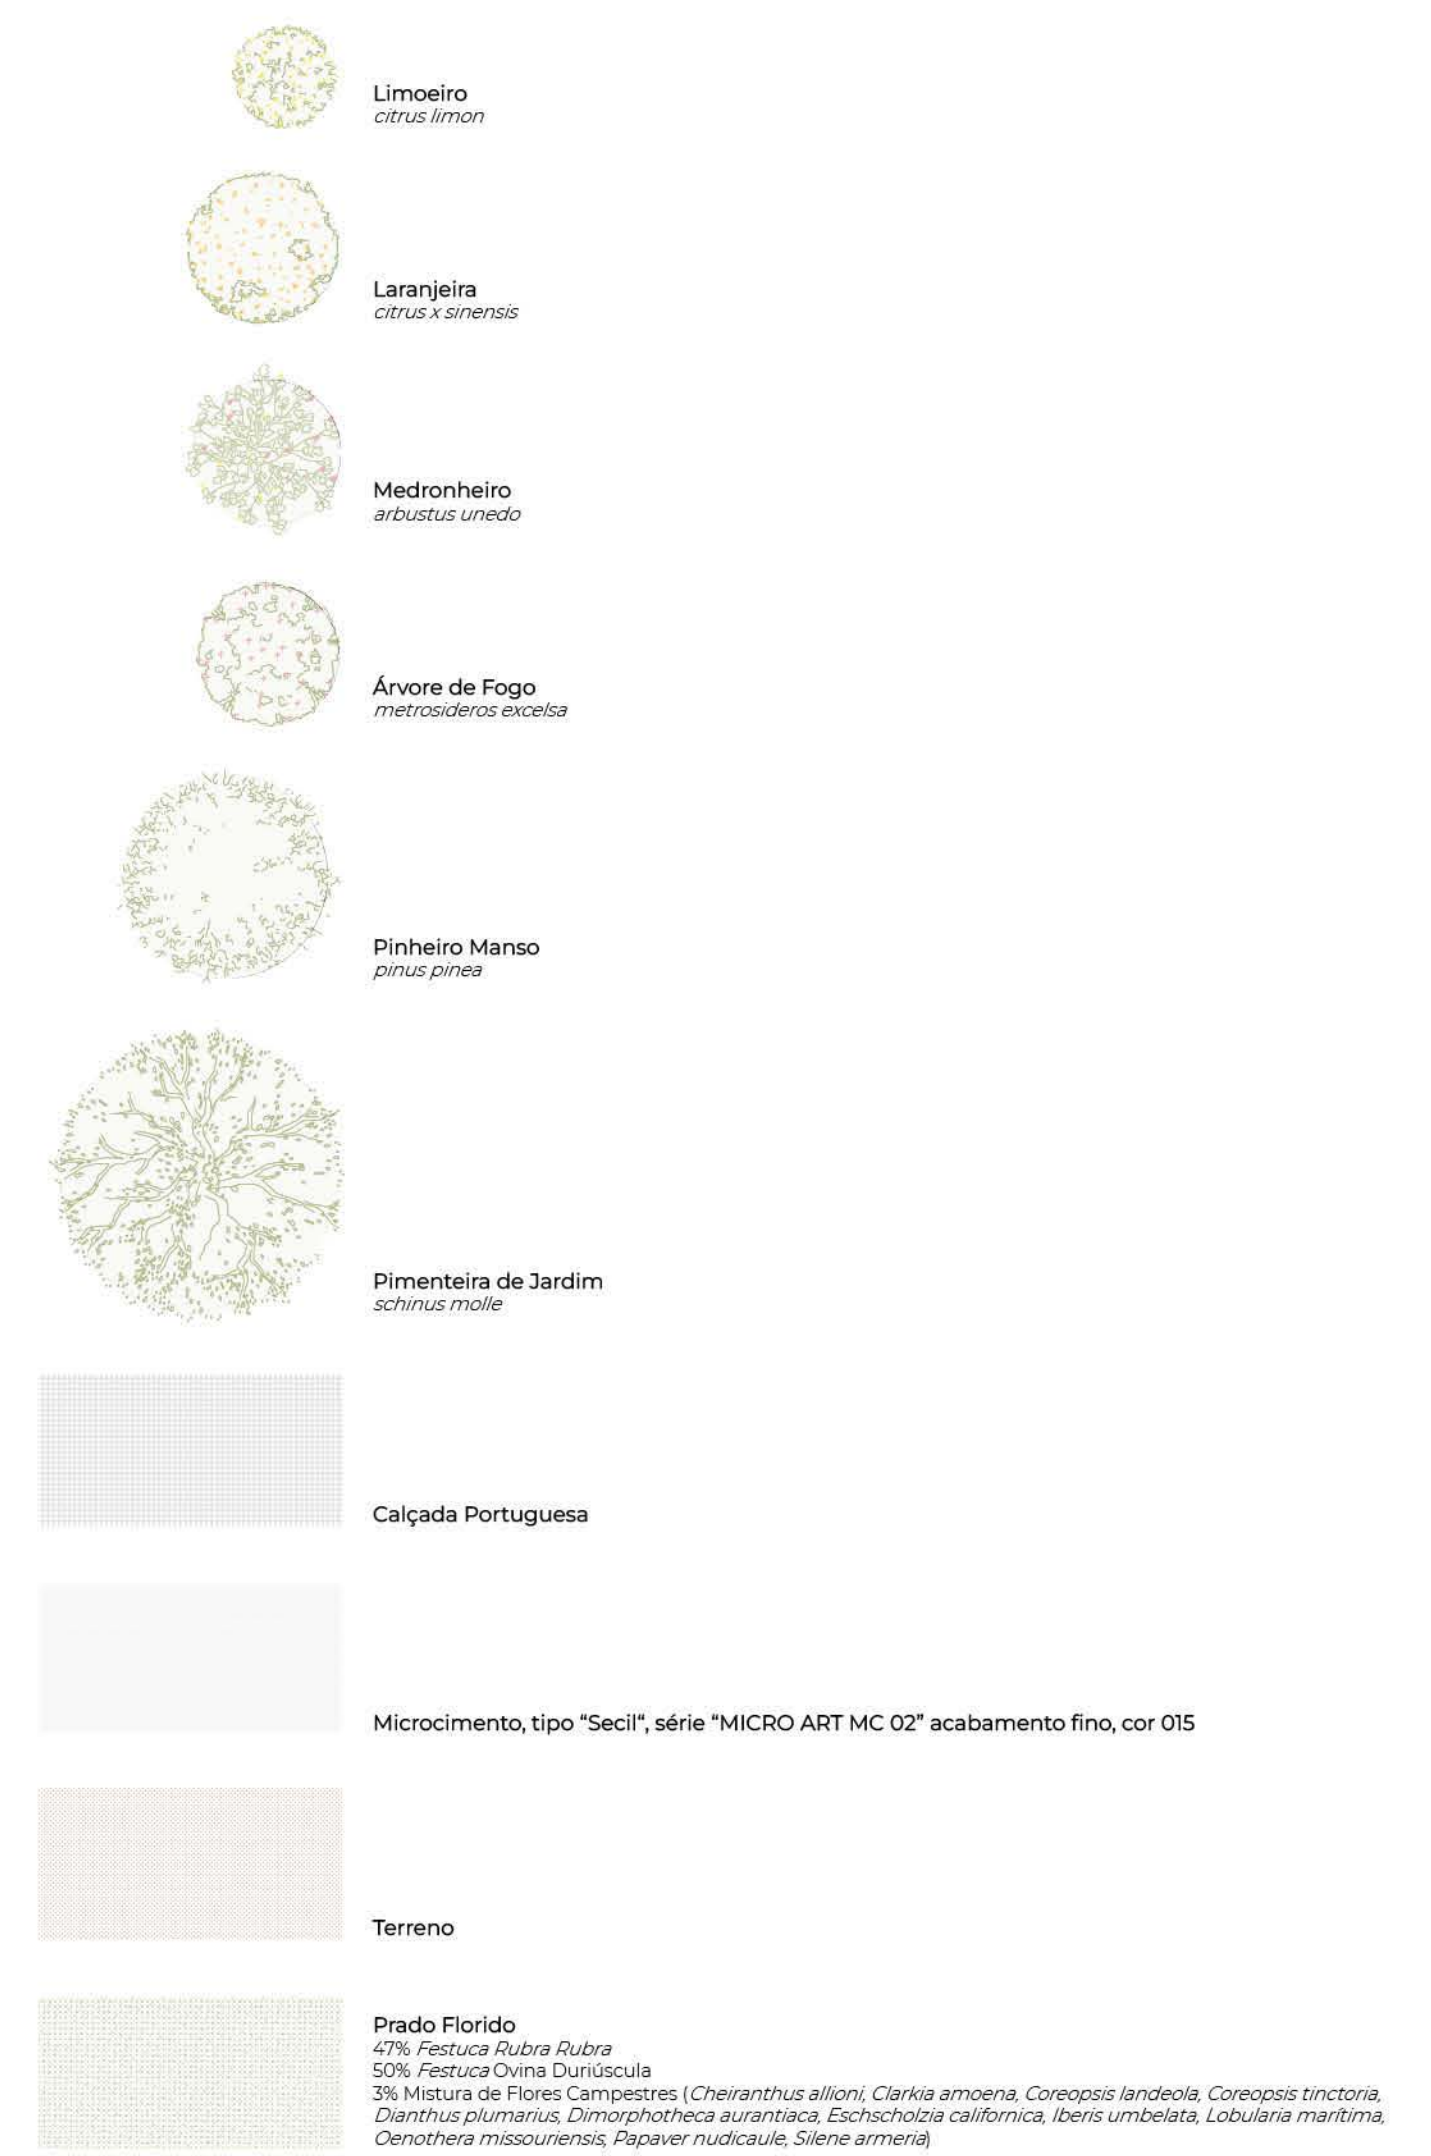 Limoeiro
citrus limon
Laranjeira
citrus x sinensis
Medronheiro
arbustus unedo
Árvore de Fogo
metrosideros excelsa
Pinheiro Manso
pinus pinea
Pimenteira de Jardim
schinus molle
Calçada Portuguesa
Microcimento, tipo “Secil“, série “MICRO ART MC 02” acabamento fino, cor 015
Terreno
Prado Florido
47% Festuca Rubra Rubra
50% Festuca Ovina Duriúscula
3% Mistura de Flores Campestres (Cheiranthus allioni, Clarkia amoena, Coreopsis landeola, Coreopsis tinctoria,
Dianthus plumarius, Dimorphotheca aurantiaca, Eschscholzia californica, Iberis umbelata, Lobularia marítima,
Oenothera missouriensis, Papaver nudicaule, Silene armeria)